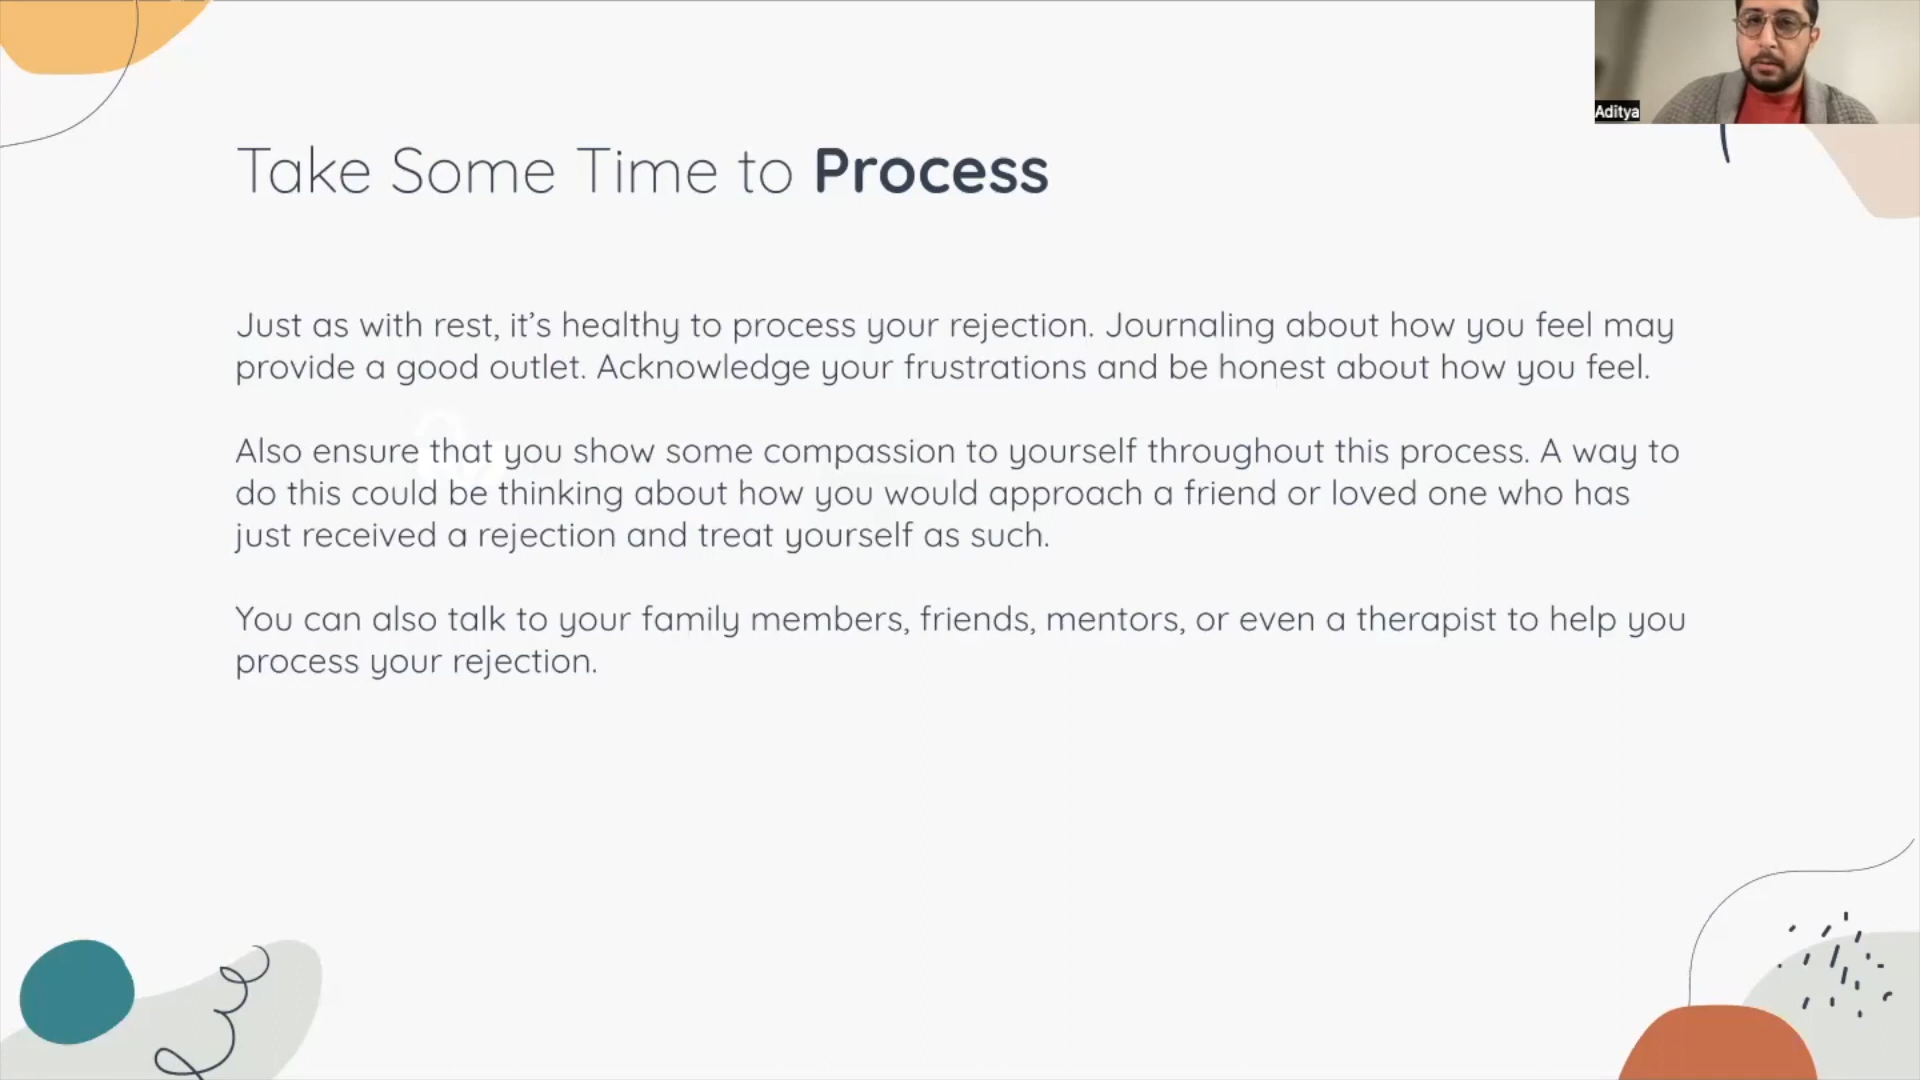 Aditya
Take Some Time to Process
Just as with rest, it’s healthy to process your rejection. Journaling about how you feel may
provide a good outlet. Acknowledge your frustrations and be honest about how you feel.
Also ensure that you show some compassion to yourself throughout this process. A way to
do this could be thinking about how you would approach a friend or loved one who has
just received a rejection and treat yourself as such.
You can also talk to your family members, friends, mentors, or even a therapist to help you
process your rejection.